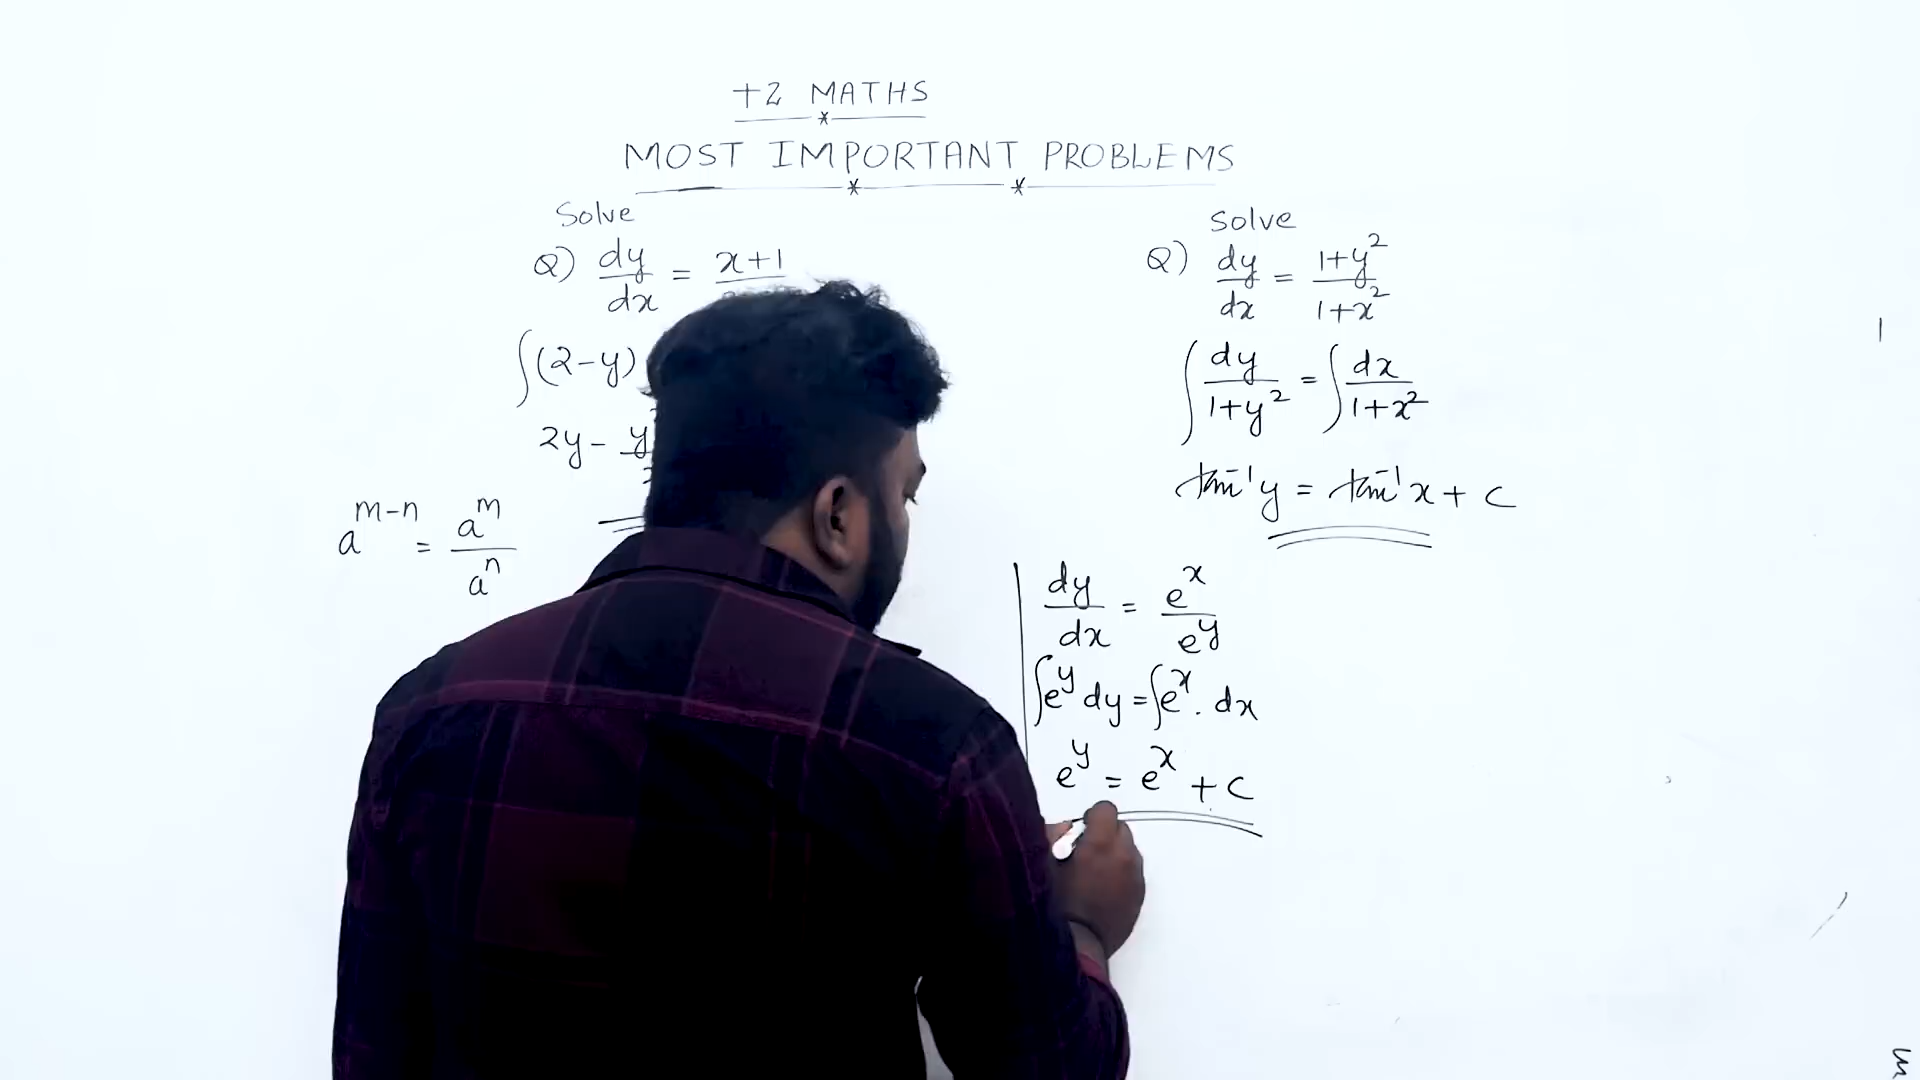 +2 MATHS
MOST IMPORTANT PROBLEMS
Solve
Q) dy/dx = x+1
∫(2-y)
2y - y
a^(m-n) = a^m/a^n
Solve
Q) dy/dx = (1+y²)/(1+x²)
∫ dy/(1+y²) = ∫ dx/(1+x²)
tan⁻¹y = tan⁻¹x + c
dy/dx = e^x/e^y
∫e^y dy = ∫e^x . dx
e^y = e^x + c